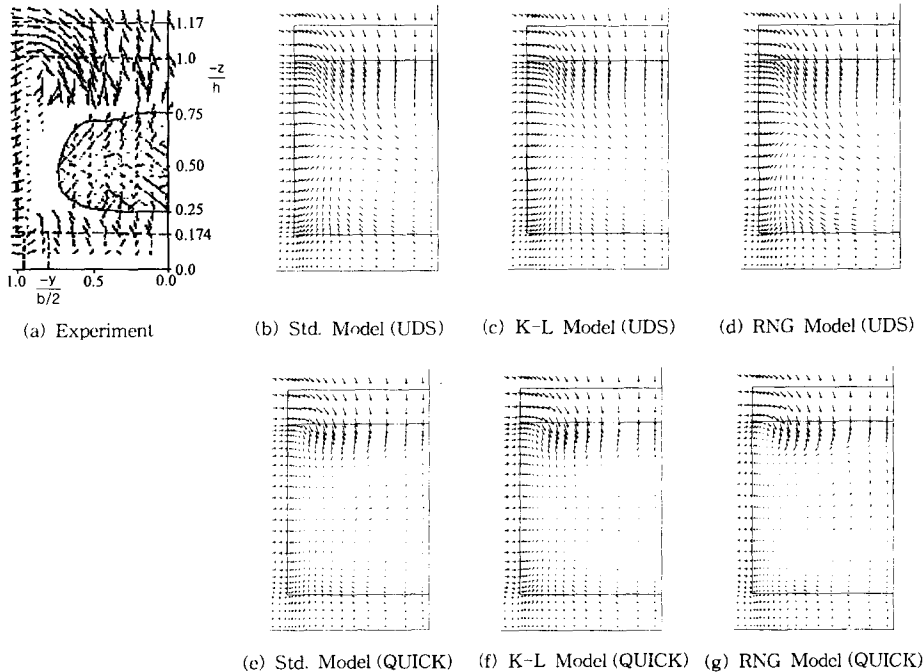 1.17
1.0
-z
h
0.75
0.50
0.25
0.174
0.0
1.0 -y 0.5 0.0
b/2
(a) Experiment (b) Std. Model (UDS) (c) K-L Model (UDS) (d) RNG Model (UDS)
(e) Std. Model (QUICK) (f) K-L Model (QUICK) (g) RNG Model (QUICK)